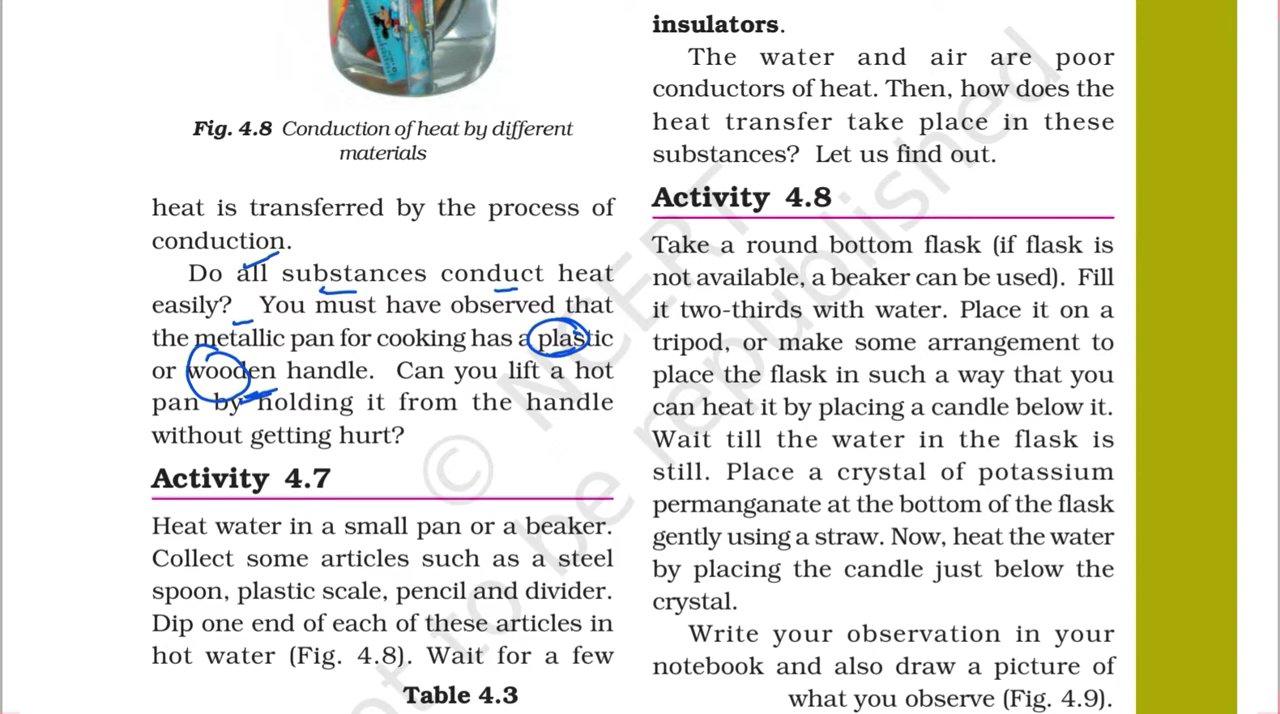 Fig. 4.8 Conduction of heat by different
materials
heat is transferred by the process of
conduction.
Do all substances conduct heat
easily? You must have observed that
the metallic pan for cooking has a plastic
or wooden handle. Can you lift a hot
pan by holding it from the handle
without getting hurt?
Activity 4.7
Heat water in a small pan or a beaker.
Collect some articles such as a steel
spoon, plastic scale, pencil and divider.
Dip one end of each of these articles in
hot water (Fig. 4.8). Wait for a few
Table 4.3
insulators.
The water and air are poor
conductors of heat. Then, how does the
heat transfer take place in these
substances? Let us find out.
Activity 4.8
Take a round bottom flask (if flask is
not available, a beaker can be used). Fill
it two-thirds with water. Place it on a
tripod, or make some arrangement to
place the flask in such a way that you
can heat it by placing a candle below it.
Wait till the water in the flask is
still. Place a crystal of potassium
permanganate at the bottom of the flask
gently using a straw. Now, heat the water
by placing the candle just below the
crystal.
Write your observation in your
notebook and also draw a picture of
what you observe (Fig. 4.9).
© NCERT
not to be republished